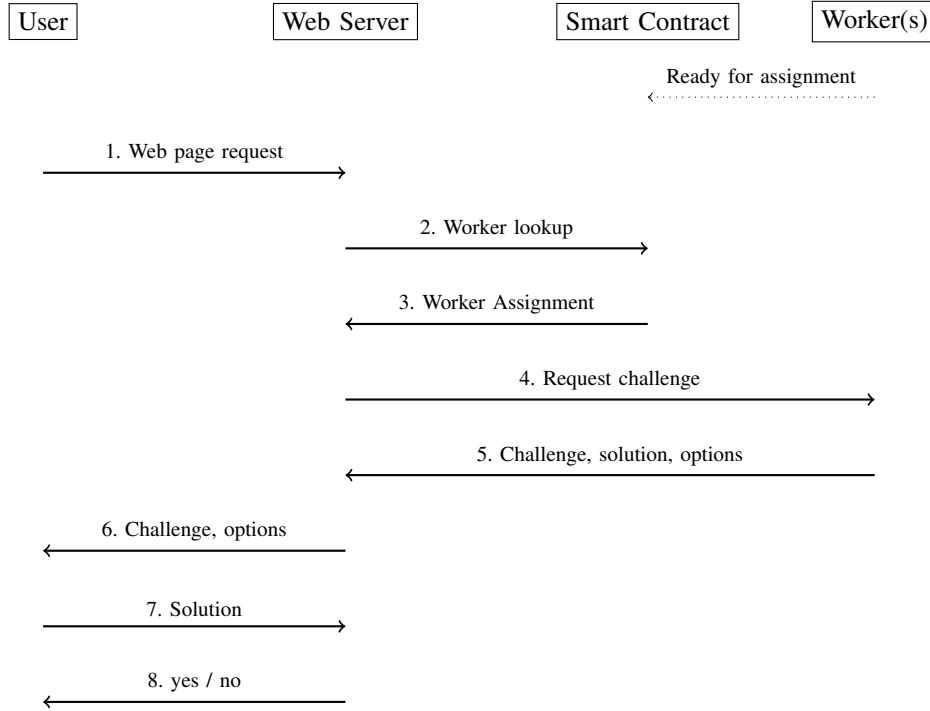 User
Web Server
Smart Contract
Worker(s)
Ready for assignment
1. Web page request
2. Worker lookup
3. Worker Assignment
4. Request challenge
5. Challenge, solution, options
6. Challenge, options
7. Solution
8. yes / no